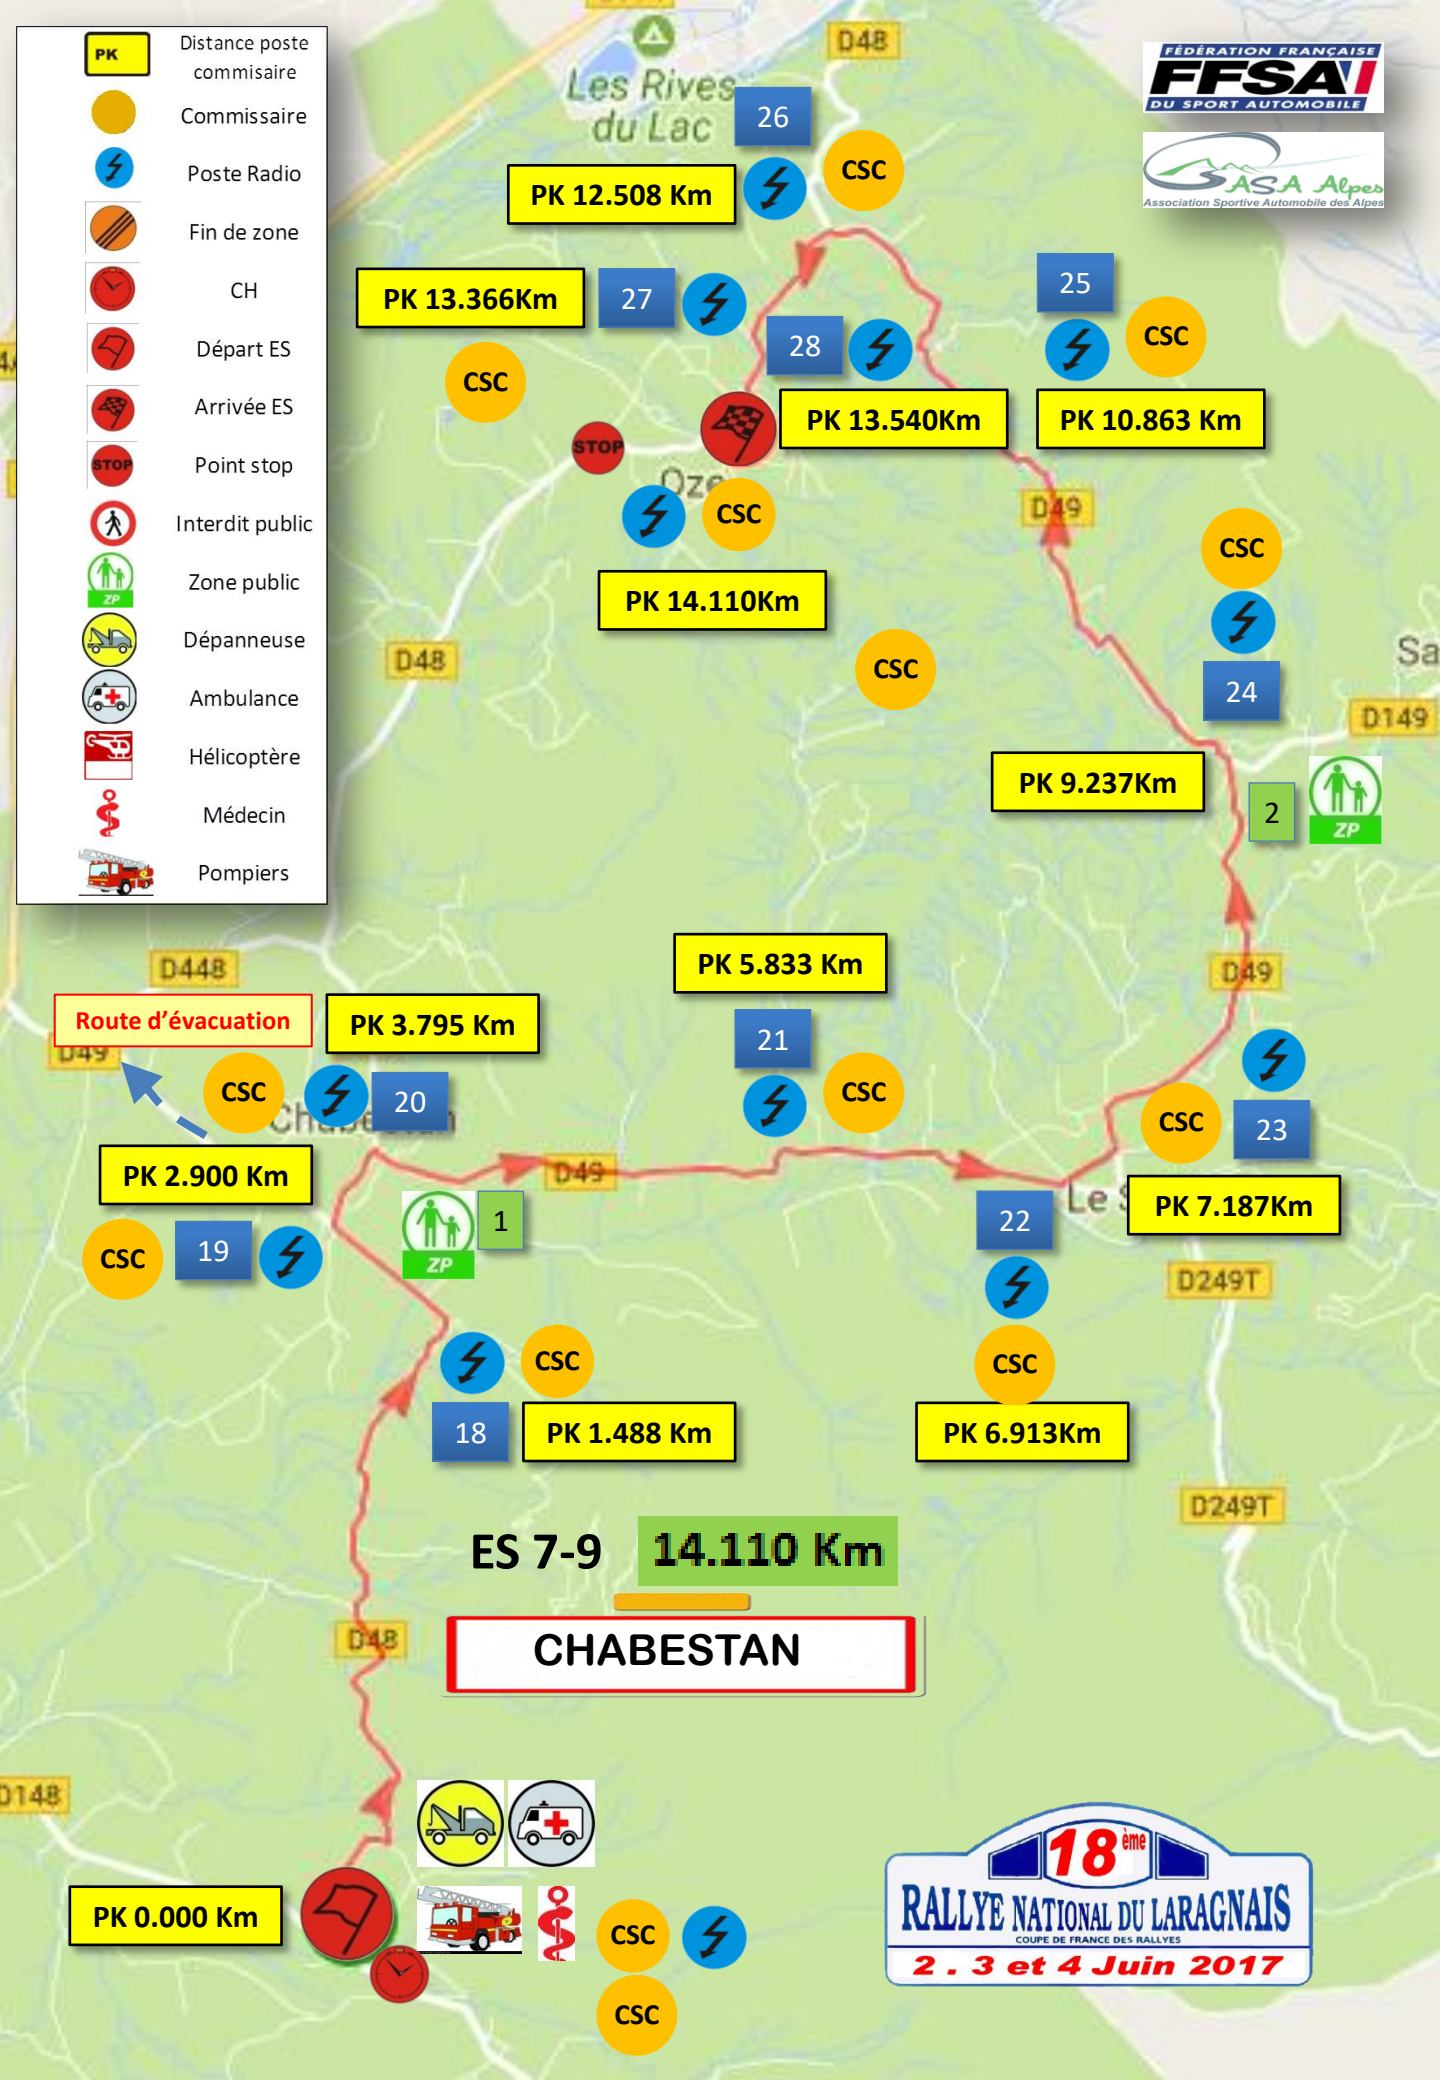 PK
Distance poste
commisaire
Commissaire
Poste Radio
Fin de zone
CH
Départ ES
Arrivée ES
STOP
Point stop
Interdit public
ZP
Zone public
Dépanneuse
Ambulance
Hélicoptère
Médecin
Pompiers
FÉDÉRATION FRANÇAISE
FFSA
DU SPORT AUTOMOBILE
ASA Alpes
Association Sportive Automobile des Alpes
D48
Les Rives
du Lac
26
CSC
PK 12.508 Km
PK 13.366Km
27
CSC
28
PK 13.540Km
25
CSC
PK 10.863 Km
STOP
Oze
CSC
PK 14.110Km
D49
CSC
24
CSC
D48
Sa
D149
PK 9.237Km
2
ZP
D448
PK 5.833 Km
D49
Route d'évacuation
PK 3.795 Km
D49
21
CSC
CSC
20
Chabestan
CSC
23
PK 2.900 Km
D49
Le S
PK 7.187Km
CSC
19
ZP
1
22
D249T
CSC
CSC
18
PK 1.488 Km
PK 6.913Km
D249T
ES 7-9
14.110 Km
D48
CHABESTAN
D148
PK 0.000 Km
CSC
CSC
18ème
RALLYE NATIONAL DU LARAGNAIS
COUPE DE FRANCE DES RALLYES
2 . 3 et 4 Juin 2017